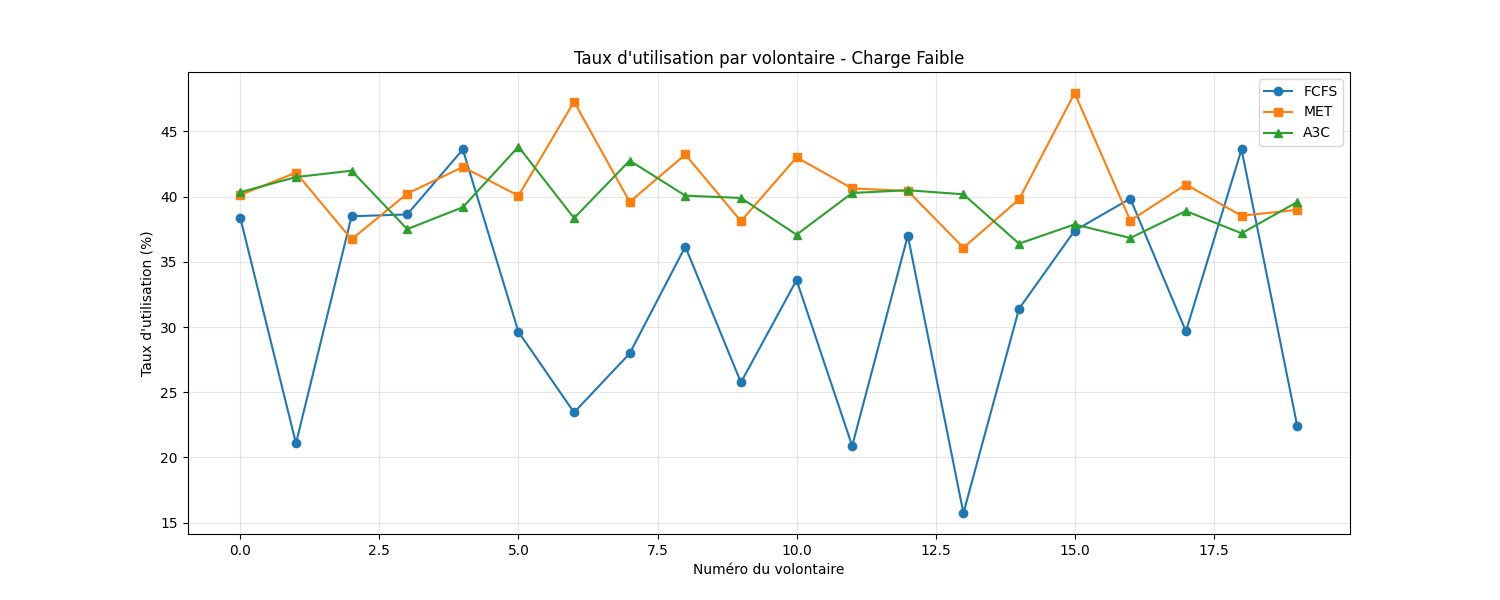 Taux d'utilisation par volontaire - Charge Faible
FCFS
MET
A3C
Taux d'utilisation (%)
45
40
35
30
25
20
15
0.0 2.5 5.0 7.5 10.0 12.5 15.0 17.5
Numéro du volontaire